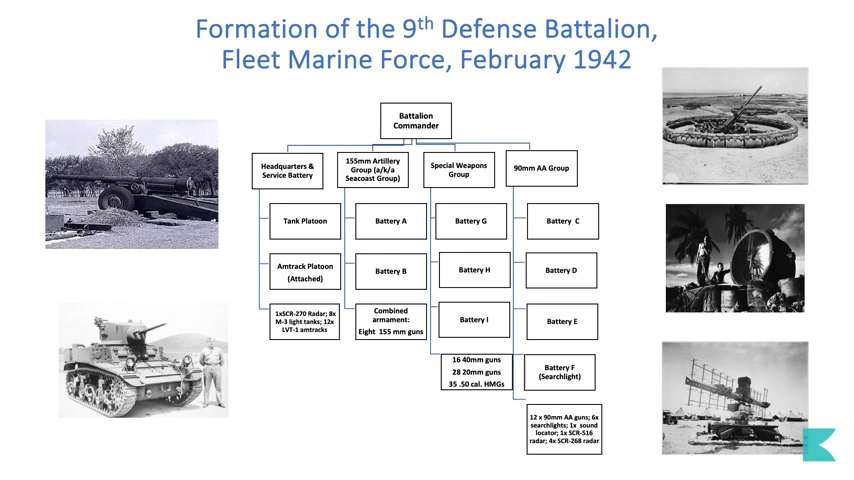 Formation of the 9th Defense Battalion,
Fleet Marine Force, February 1942
Battalion
Commander
Headquarters &
Service Battery
155mm Artillery
Group (a/k/a
Seacoast Group)
Special Weapons
Group
90mm AA Group
Tank Platoon
Battery A
Battery G
Battery C
Amtrack Platoon
(Attached)
Battery B
Battery H
Battery D
1xSCR-270 Radar; 8x
M-3 light tanks; 12x
LVT-1 amtracks
Combined
armament:
Eight 155 mm guns
Battery I
Battery E
16 40mm guns
28 20mm guns
35 .50 cal. HMGs
Battery F
(Searchlight)
12 x 90mm AA guns; 6x
searchlights; 1x sound
locator; 1x SCR-516
radar; 4x SCR-268 radar